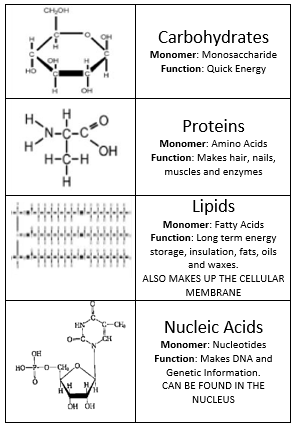 CH₂OH
O
H
H
H
OH
H
HO
OH
H
OH
Carbohydrates
Monomer: Monosaccharide
Function: Quick Energy
H
H
O
N-C-C
H
OH
H-C-H
H
Proteins
Monomer: Amino Acids
Function: Makes hair, nails,
muscles and enzymes
Lipids
Monomer: Fatty Acids
Function: Long term energy
storage, insulation, fats, oils
and waxes.
ALSO MAKES UP THE CELLULAR
MEMBRANE
O
HN
C
C-CH₃
C
CH
O
N
OH
HO-P-O-CH₂
O
O
H
H
H
H
OH
OH
Nucleic Acids
Monomer: Nucleotides
Function: Makes DNA and
Genetic Information.
CAN BE FOUND IN THE
NUCLEUS